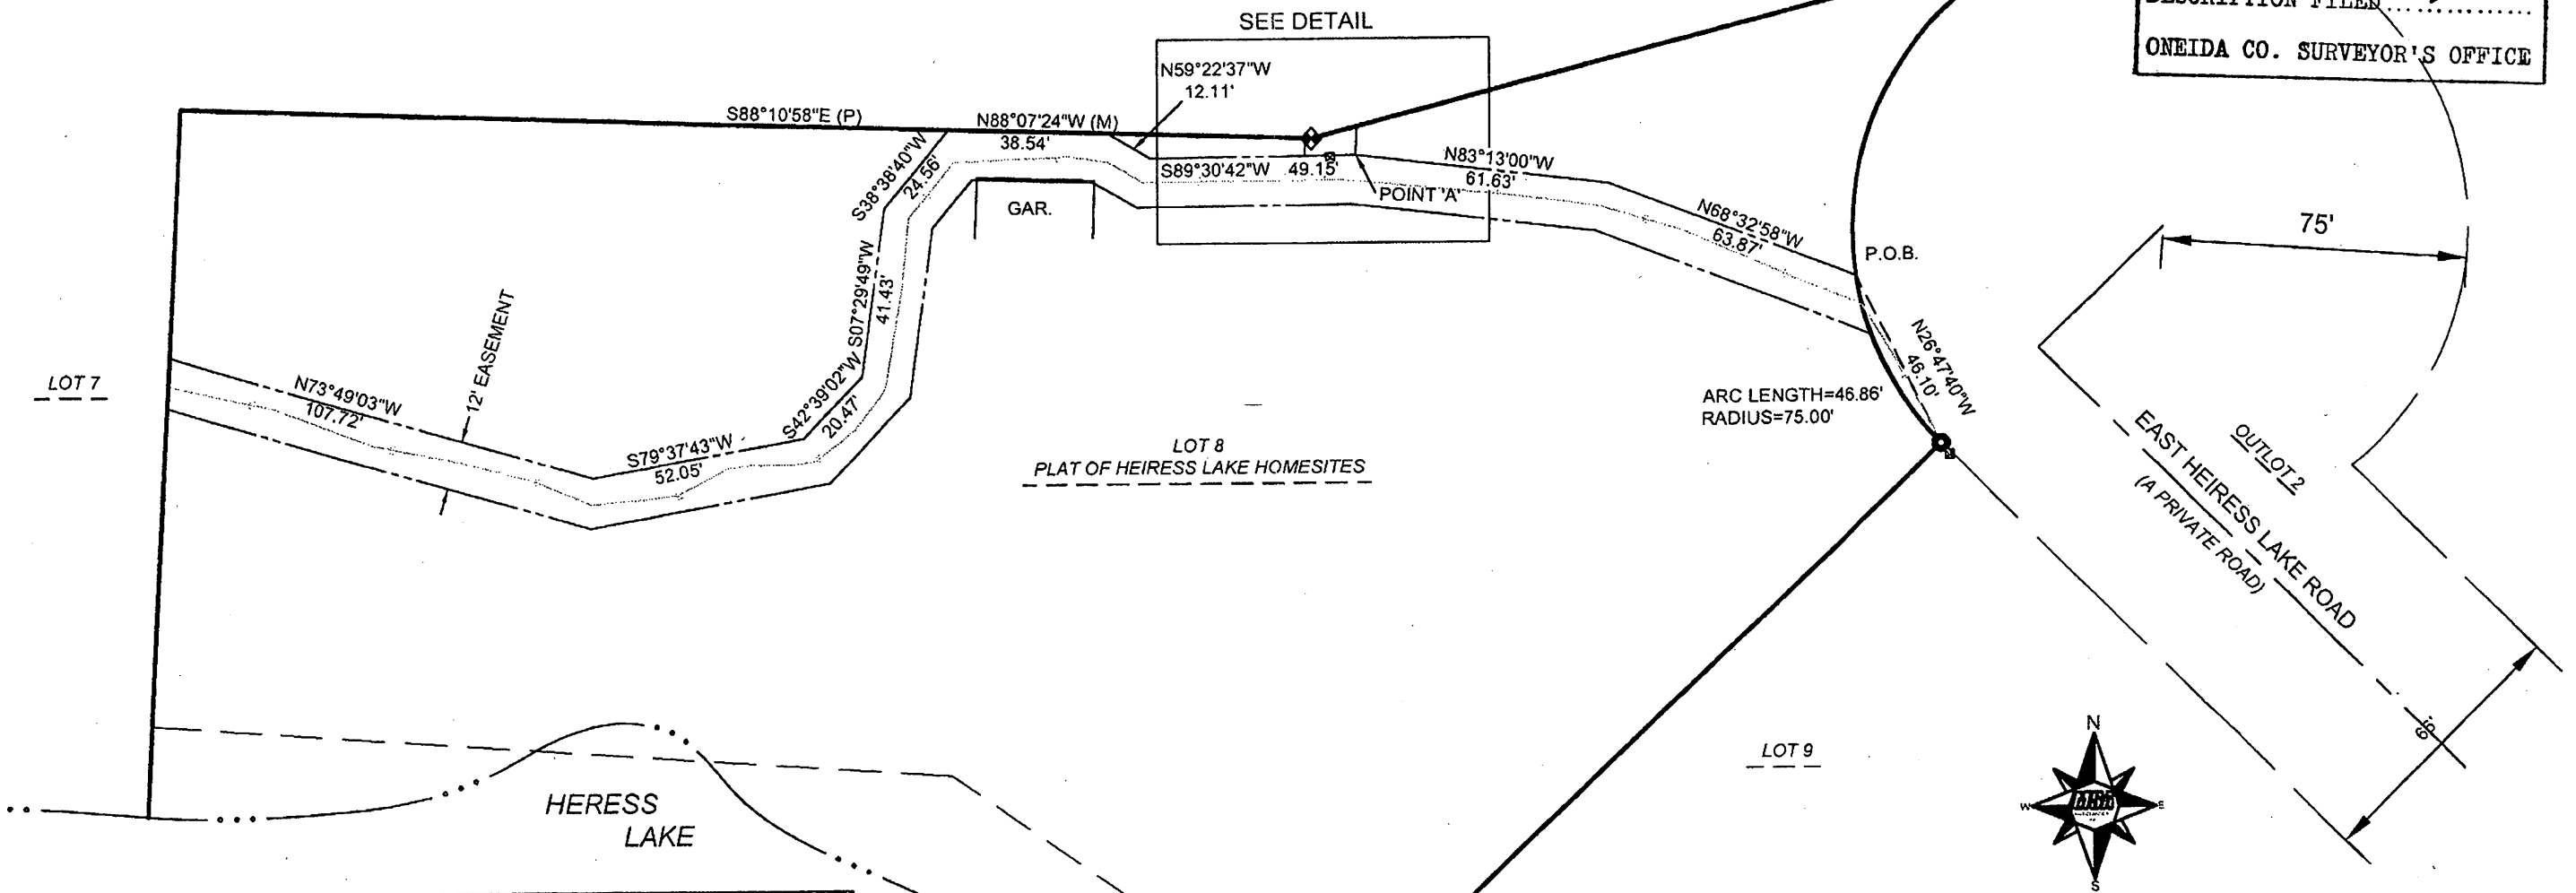 DESCRIPTION FILED..............
ONEIDA CO. SURVEYOR'S OFFICE
SEE DETAIL
N59°22'37"W
12.11'
S88°10'58"E (P)
N88°07'24"W (M)
38.54'
S38°38'40"W
24.56'
S89°30'42"W 49.15'
N83°13'00"W
61.63'
POINT 'A'
GAR.
N68°32'58"W
63.87'
P.O.B.
75'
S07°29'49"W
41.43'
12' EASEMENT
N26°47'40"W
46.10'
LOT 7
N73°49'03"W
107.72'
S42°39'02"W
20.47'
ARC LENGTH=46.86'
RADIUS=75.00'
S79°37'43"W
52.05'
LOT 8
PLAT OF HEIRESS LAKE HOMESITES
EAST HEIRESS LAKE ROAD
(A PRIVATE ROAD)
OUTLOT 2
66'
LOT 9
HERESS
LAKE
N
W
E
S